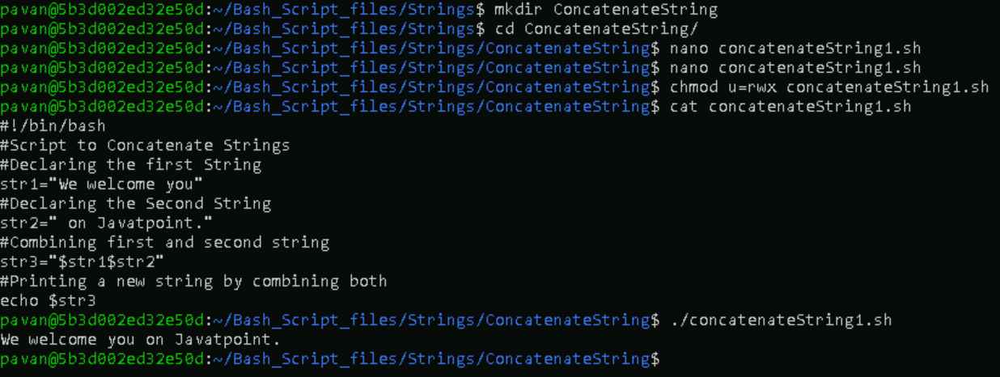 pavan@5b3d002ed32e50d:~/Bash_Script_files/Strings$ mkdir ConcatenateString
pavan@5b3d002ed32e50d:~/Bash_Script_files/Strings$ cd ConcatenateString/
pavan@5b3d002ed32e50d:~/Bash_Script_files/Strings/ConcatenateString$ nano concatenateString1.sh
pavan@5b3d002ed32e50d:~/Bash_Script_files/Strings/ConcatenateString$ nano concatenateString1.sh
pavan@5b3d002ed32e50d:~/Bash_Script_files/Strings/ConcatenateString$ chmod u=rwx concatenateString1.sh
pavan@5b3d002ed32e50d:~/Bash_Script_files/Strings/ConcatenateString$ cat concatenateString1.sh
#!/bin/bash
#Script to Concatenate Strings
#Declaring the first String
str1="We welcome you"
#Declaring the Second String
str2=" on Javatpoint."
#Combining first and second string
str3="$str1$str2"
#Printing a new string by combining both
echo $str3
pavan@5b3d002ed32e50d:~/Bash_Script_files/Strings/ConcatenateString$ ./concatenateString1.sh
We welcome you on Javatpoint.
pavan@5b3d002ed32e50d:~/Bash_Script_files/Strings/ConcatenateString$